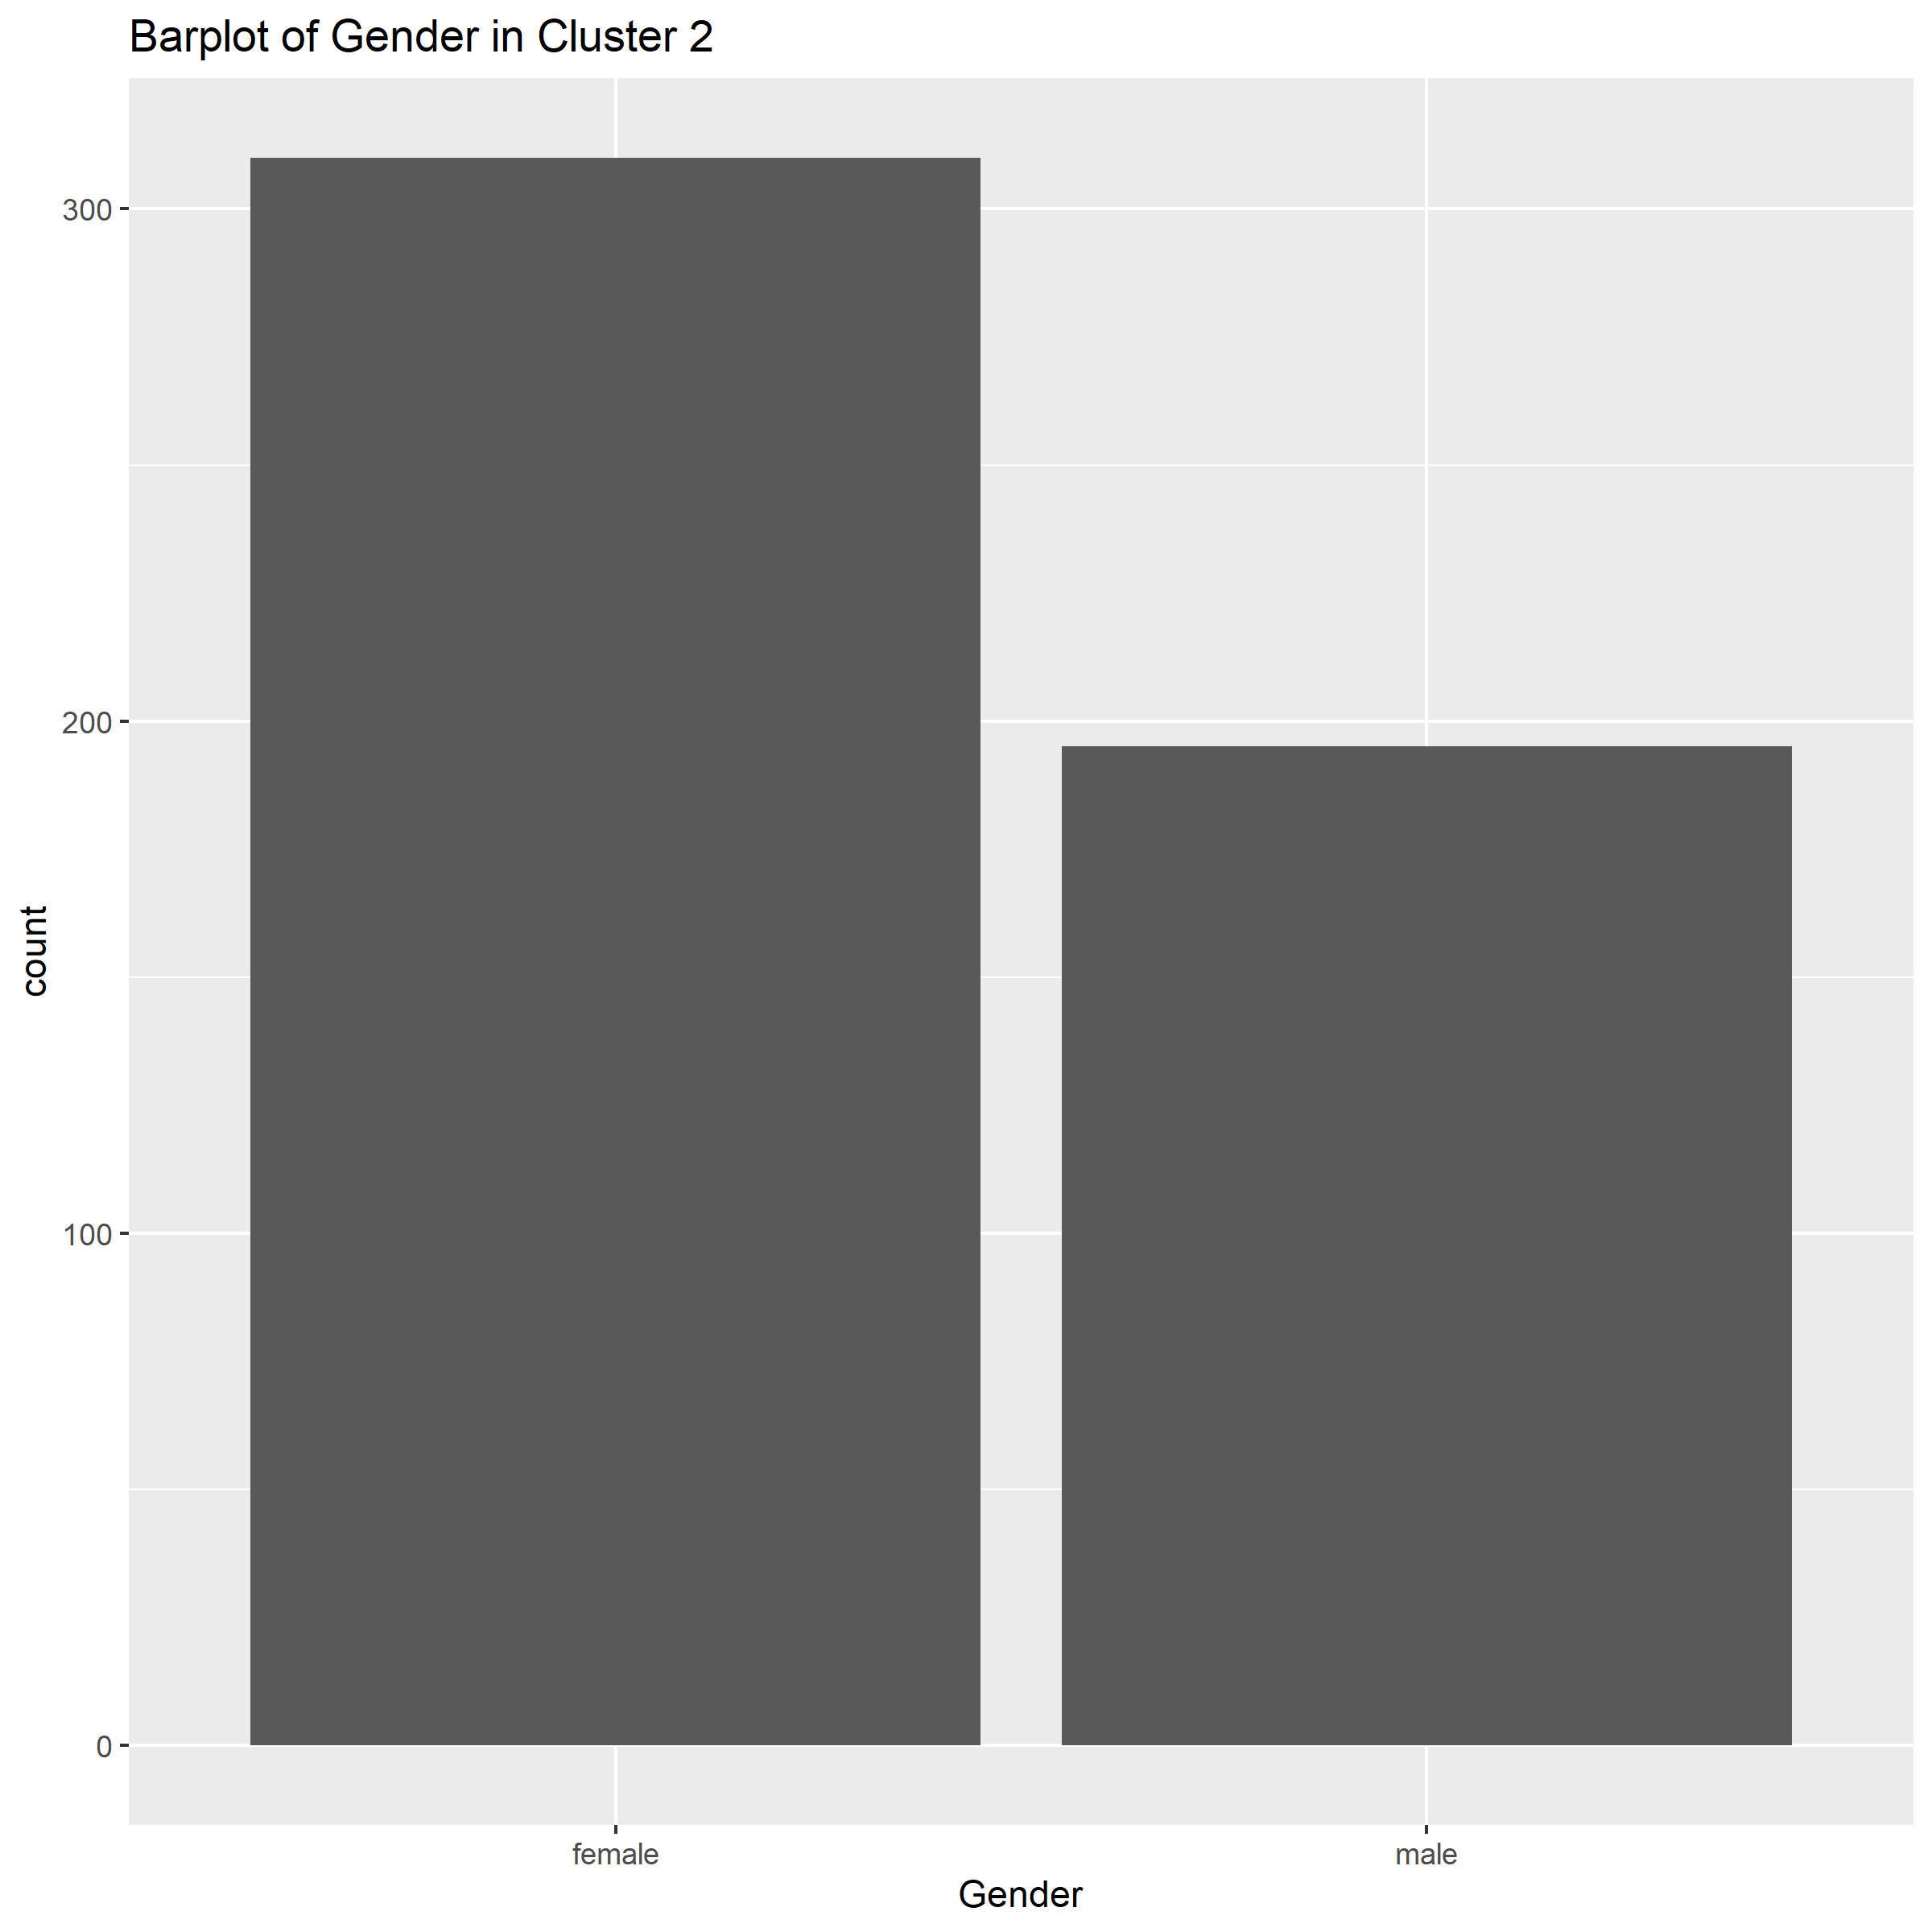 Barplot of Gender in Cluster 2
300
200
100
0
count
female
male
Gender